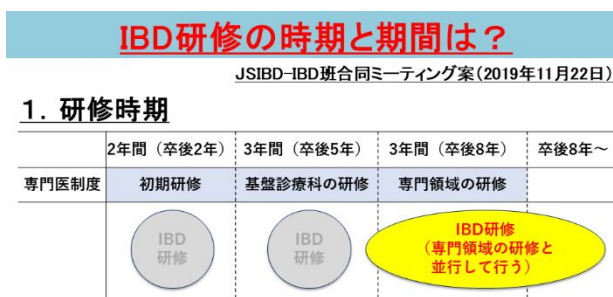 IBD研修の時期と期間は？
JSIBD-IBD班合同ミーティング案(2019年11月22日)
1. 研修時期
2年間（卒後2年） 3年間（卒後5年） 3年間（卒後8年） 卒後8年～
専門医制度 初期研修 基盤診療科の研修 専門領域の研修
IBD
研修
IBD
研修
IBD研修
（専門領域の研修と
並行して行う）